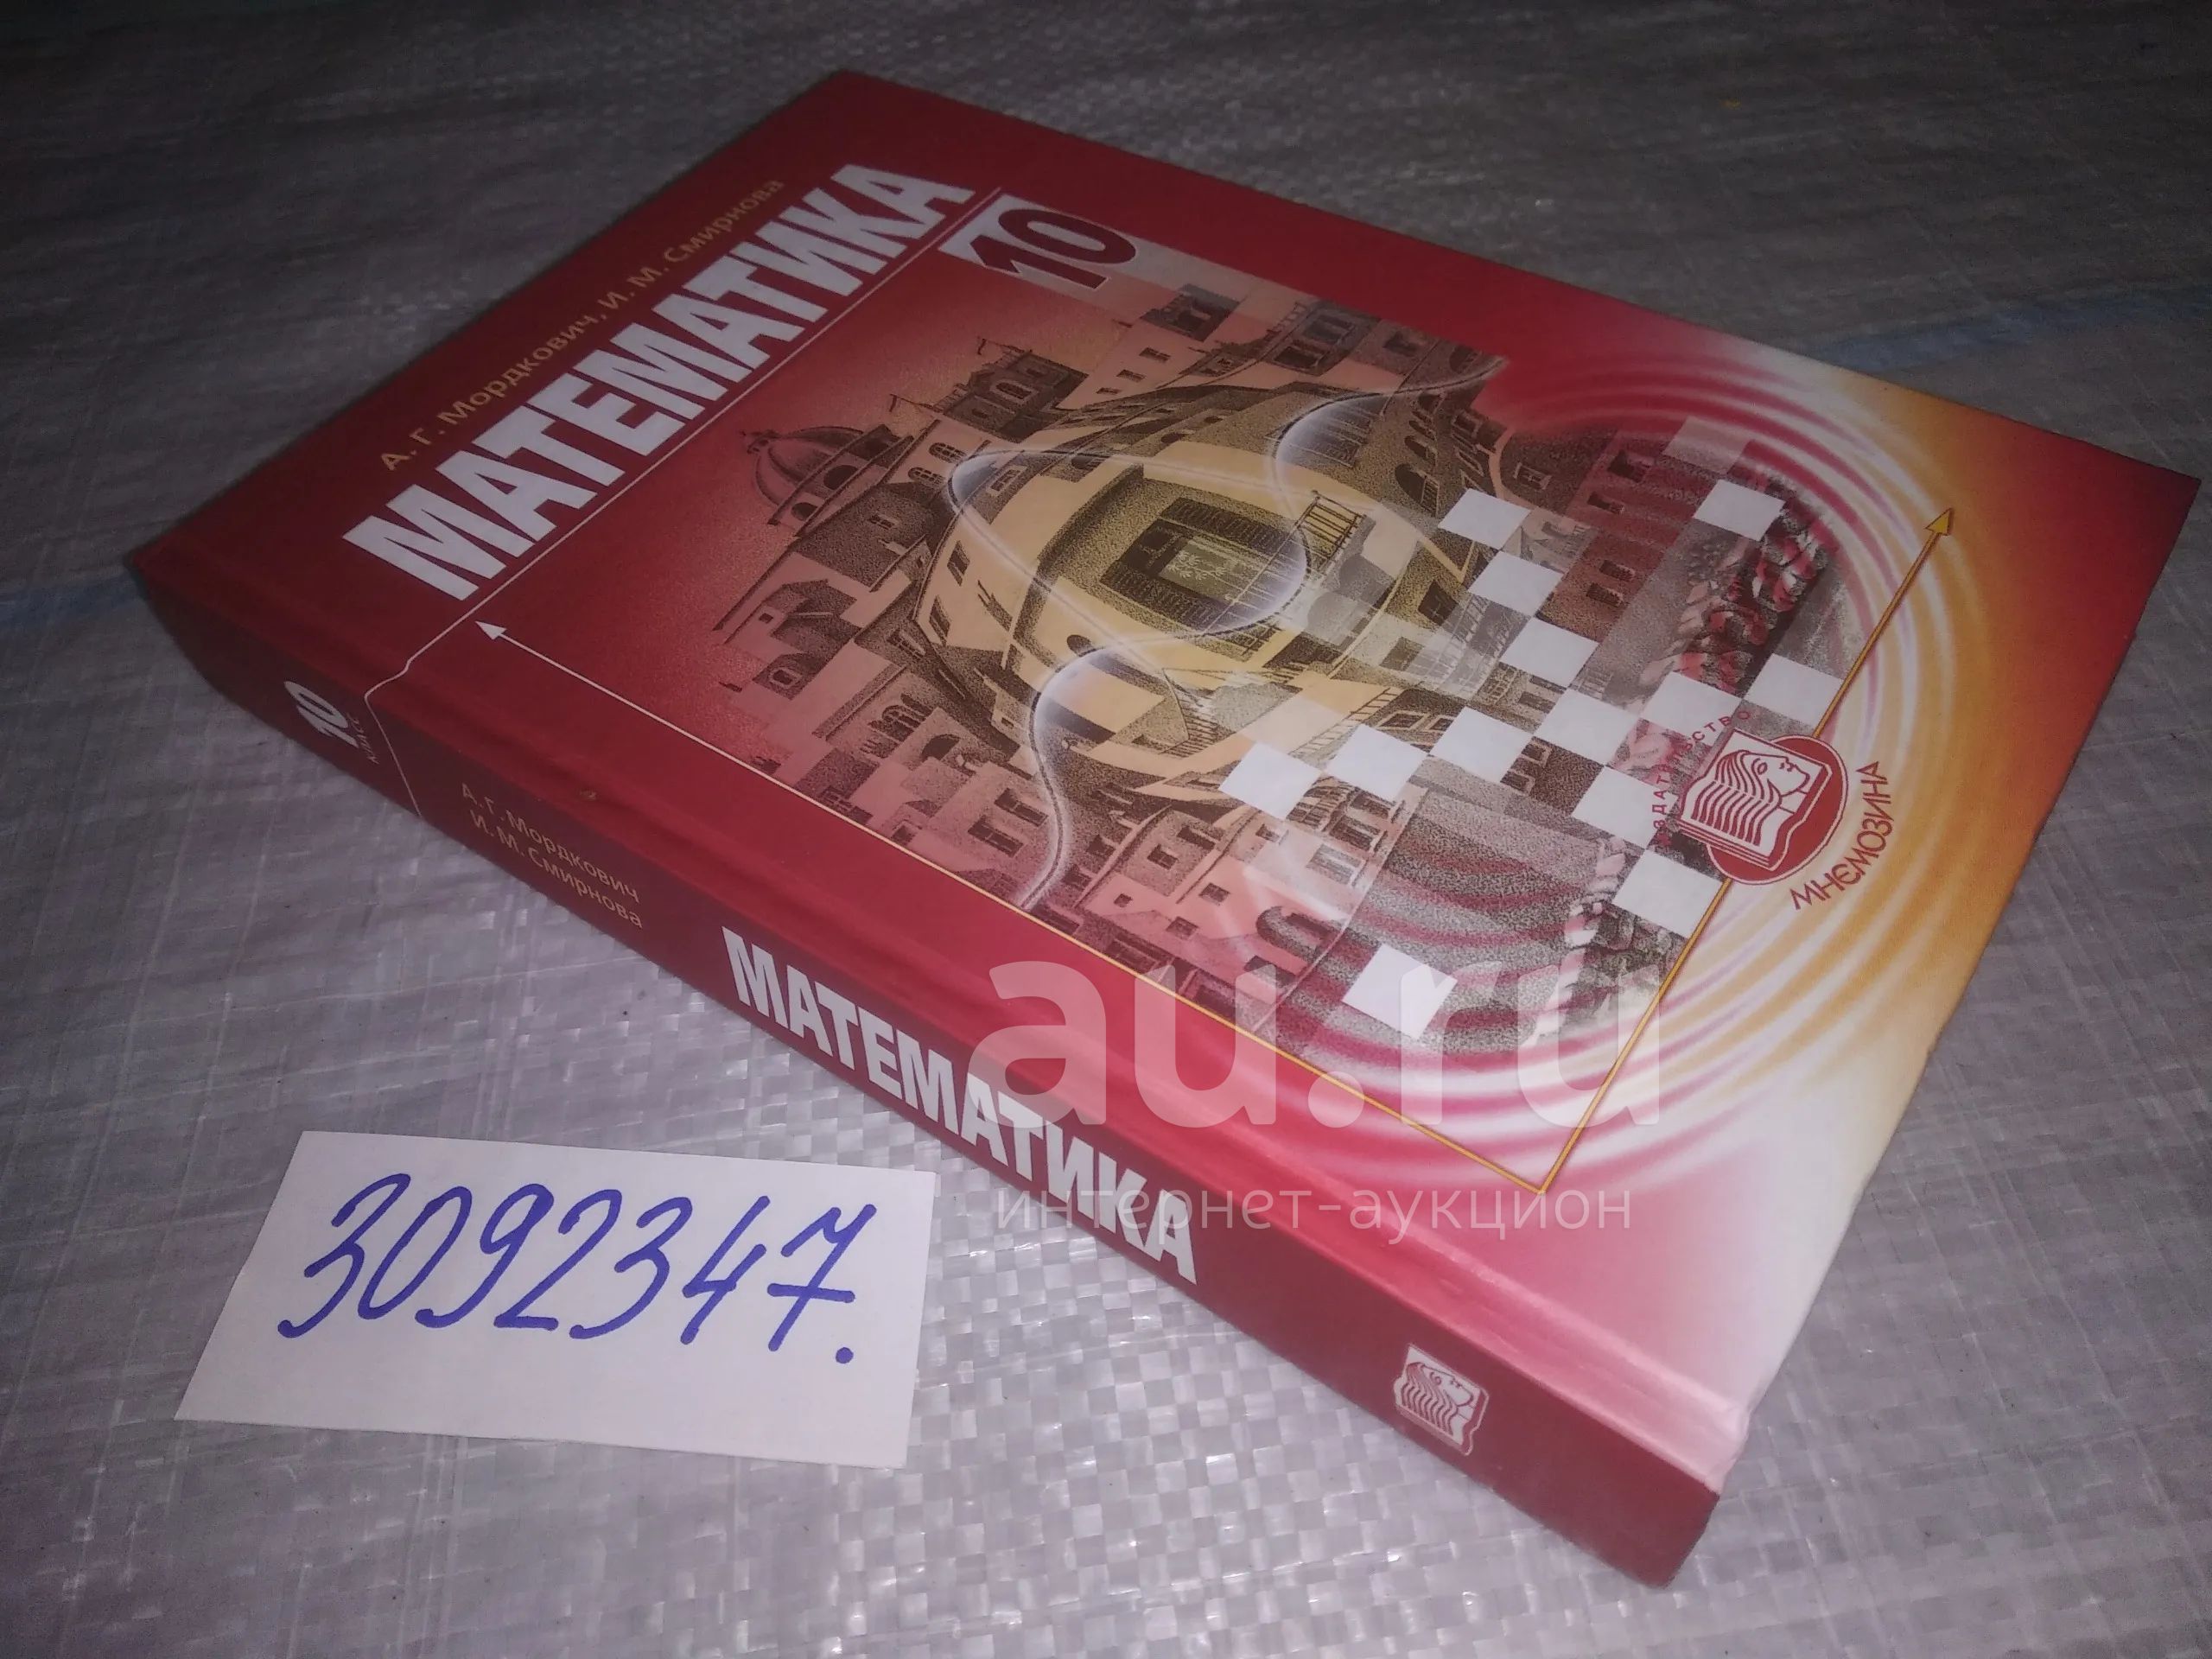 А. Г. Мордкович, И. М. Смирнова
МАТЕМАТИКА
10
ИЗДАТЕЛЬСТВО
МНЕМОЗИНА
10
класс
А. Г. Мордкович
И. М. Смирнова
МАТЕМАТИКА
au.ru
интернет-аукцион
3092347.